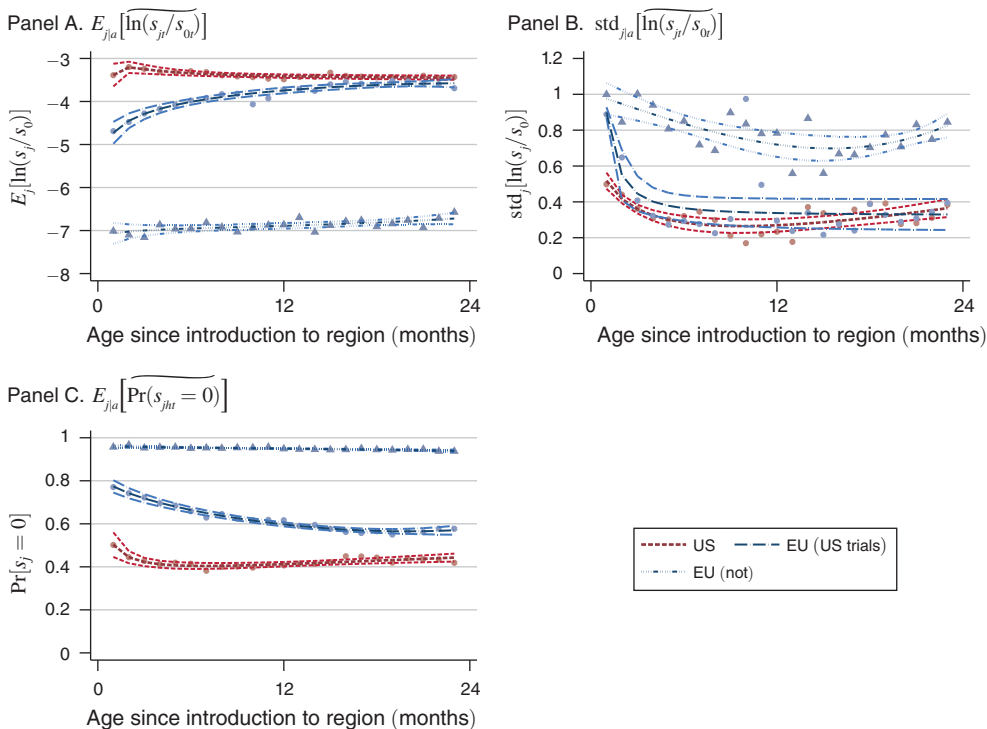 Panel A. E_{j|a}[\widetilde{ln(s_{jt}/s_{0t})}]
E_j[ln(s_j/s_0)]
−3
−4
−5
−6
−7
−8
0 12 24
Age since introduction to region (months)
Panel B. std_{j|a}[\widetilde{ln(s_{jt}/s_{0t})}]
std_j[ln(s_j/s_0)]
1.2
1
0.8
0.6
0.4
0.2
0
0 12 24
Age since introduction to region (months)
Panel C. E_{j|a}[\widetilde{Pr(s_{jht} = 0)}]
Pr[s_j = 0]
1
0.8
0.6
0.4
0.2
0
0 12 24
Age since introduction to region (months)
US EU (US trials)
EU (not)